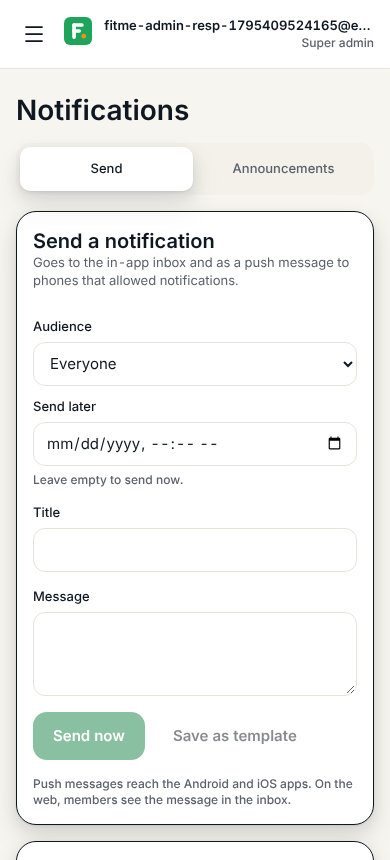 F
fitme-admin-resp-1795409524165@e...
Super admin
Notifications
Send
Announcements
Send a notification
Goes to the in-app inbox and as a push message to
phones that allowed notifications.
Audience
Everyone
Send later
mm/dd/yyyy, --:-- --
Leave empty to send now.
Title
Message
Send now
Save as template
Push messages reach the Android and iOS apps. On the
web, members see the message in the inbox.